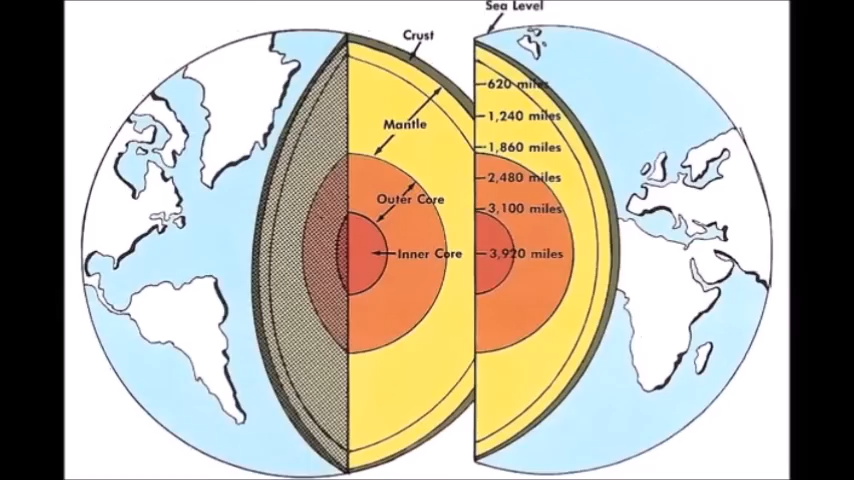 Sea Level
Crust
620 miles
1,240 miles
Mantle
1,860 miles
2,480 miles
Outer Core
3,100 miles
Inner Core
3,920 miles